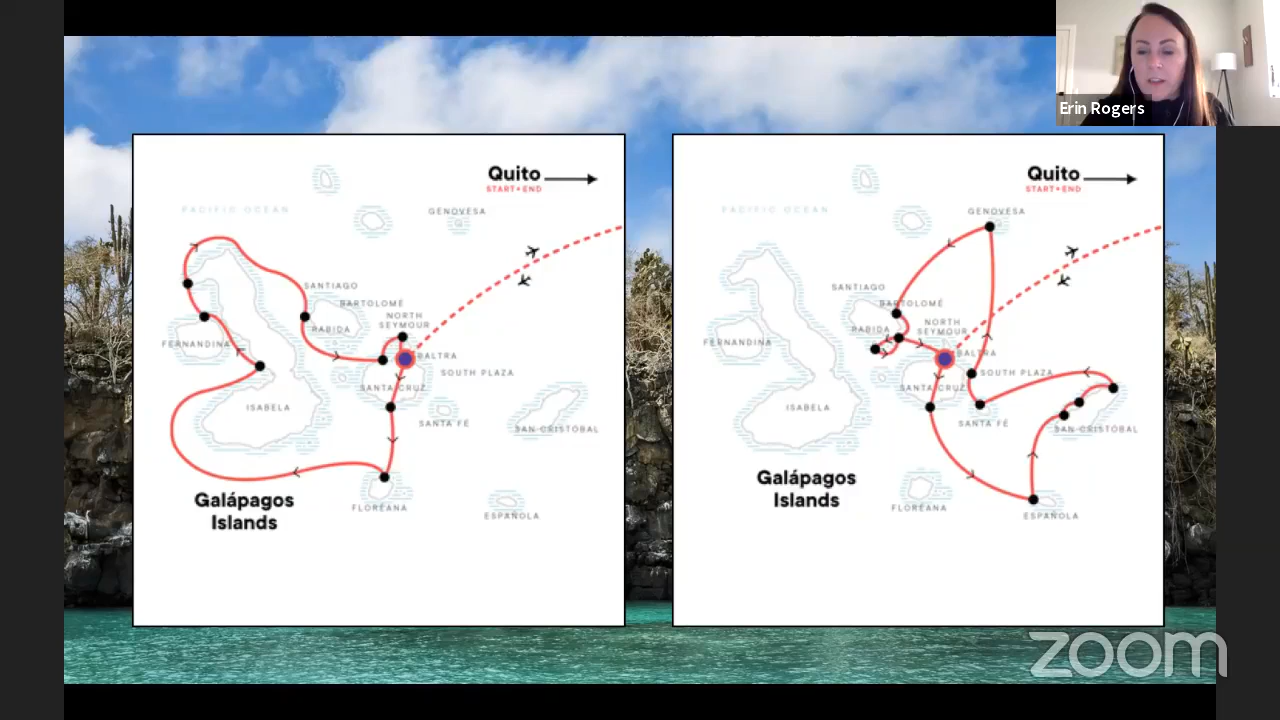 Erin Rogers
Quito
START+END
PACIFIC OCEAN
GENOVESA
SANTIAGO
BARTOLOMÉ
NORTH
SEYMOUR
RABIDA
FERNANDINA
BALTRA
SOUTH PLAZA
SANTA CRUZ
ISABELA
SANTA FÉ
SAN CRISTÓBAL
Galápagos
Islands
FLOREANA
ESPAÑOLA
Quito
START+END
PACIFIC OCEAN
GENOVESA
SANTIAGO
BARTOLOMÉ
NORTH
SEYMOUR
RABIDA
FERNANDINA
BALTRA
SOUTH PLAZA
SANTA CRUZ
ISABELA
SANTA FÉ
SAN CRISTÓBAL
Galápagos
Islands
FLOREANA
ESPAÑOLA
zoom